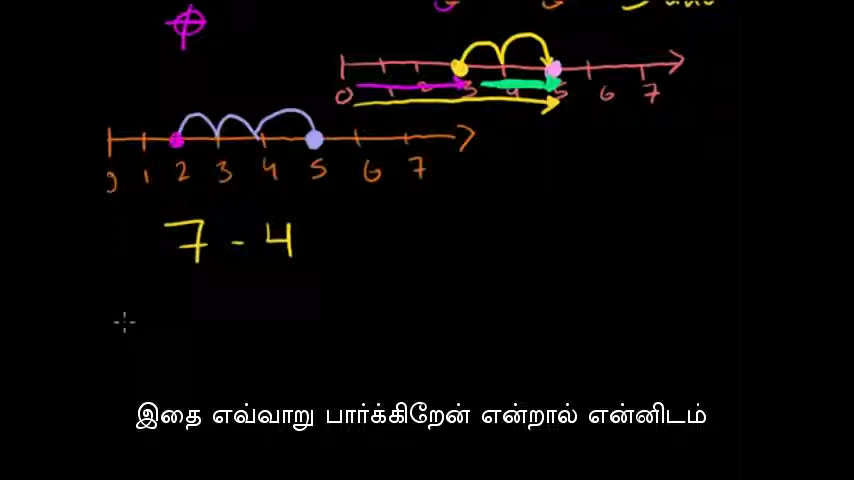 0 1 2 3 4 5 6 7
0 1 2 3 4 5 6 7
7 - 4
இதை எவ்வாறு பார்க்கிறேன் என்றால் என்னிடம்